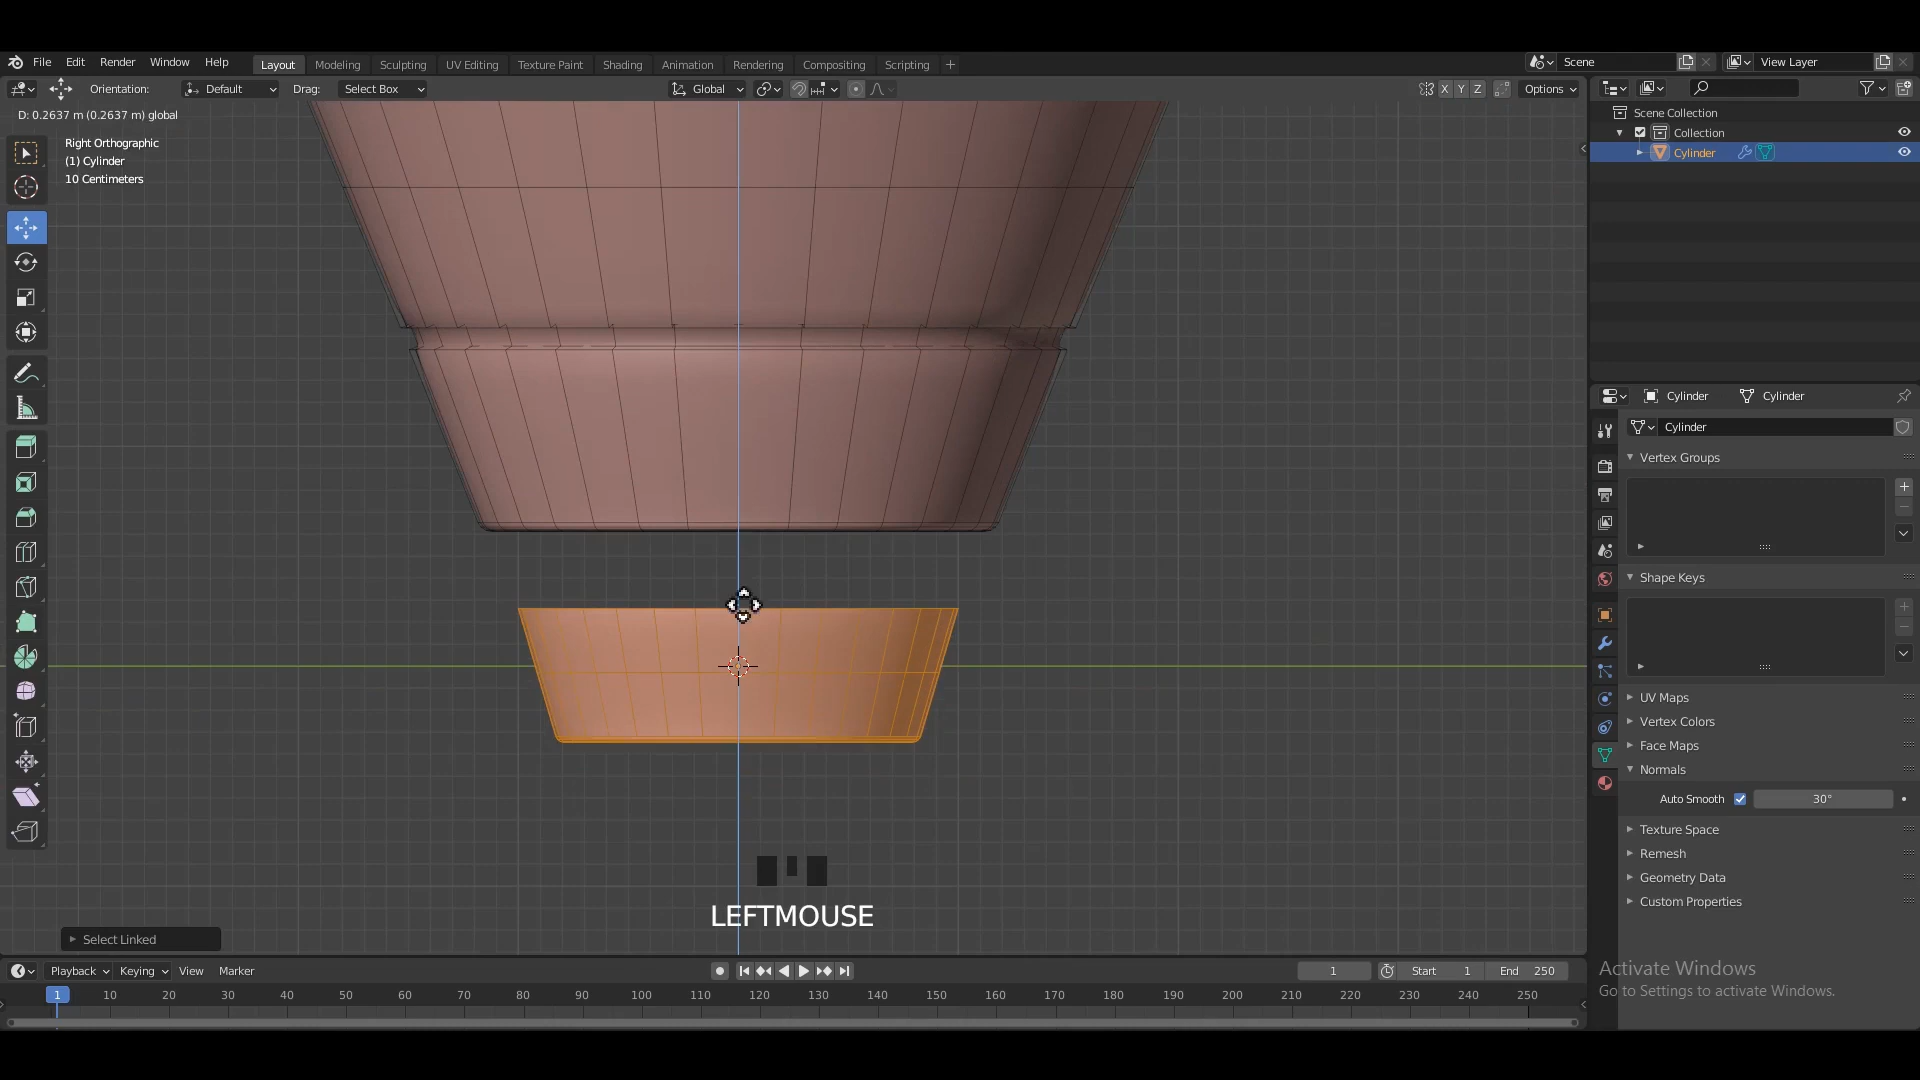 File Edit Render Window Help Layout Modeling Sculpting UV Editing Texture Paint Shading Animation Rendering Compositing Scripting + Scene View Layer
Orientation: Default Drag: Select Box Global X Y Z Options
D: 0.2637 m (0.2637 m) global
Right Orthographic
(1) Cylinder
10 Centimeters
Scene Collection
Collection
Cylinder
Cylinder Cylinder
Cylinder
Vertex Groups
Shape Keys
UV Maps
Vertex Colors
Face Maps
Normals
Auto Smooth 30°
Texture Space
Remesh
Geometry Data
Custom Properties
LEFTMOUSE
Select Linked
Activate Windows
Go to Settings to activate Windows.
Playback Keying View Marker 1 Start 1 End 250
1 10 20 30 40 50 60 70 80 90 100 110 120 130 140 150 160 170 180 190 200 210 220 230 240 250